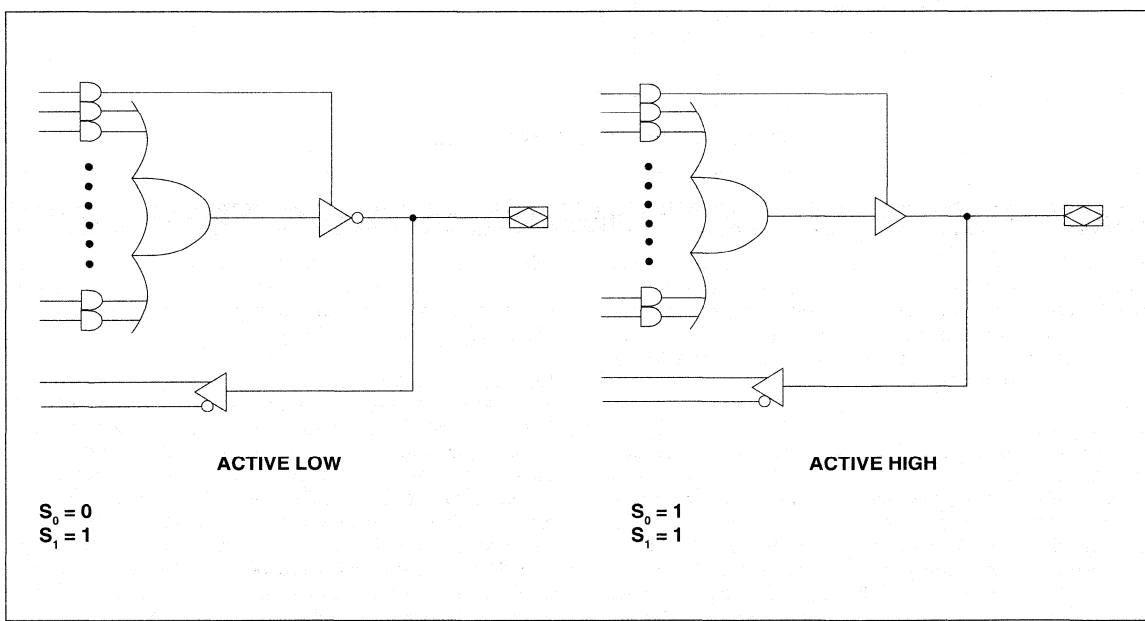 ACTIVE LOW
S₀ = 0
S₁ = 1
ACTIVE HIGH
S₀ = 1
S₁ = 1